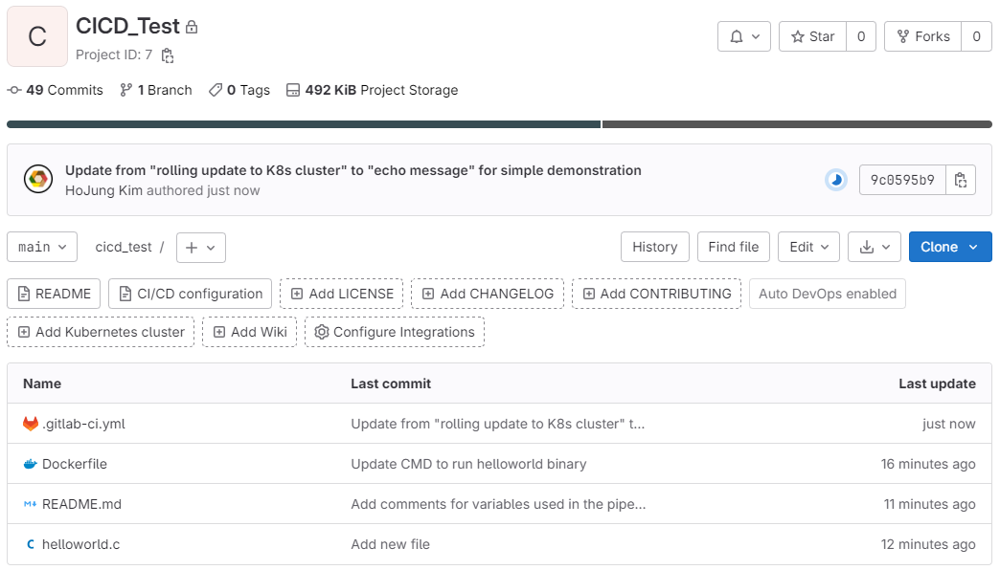 C CICD_Test
Project ID: 7
Star 0 Forks 0
49 Commits 1 Branch 0 Tags 492 KiB Project Storage
Update from "rolling update to K8s cluster" to "echo message" for simple demonstration
HoJung Kim authored just now
9c0595b9
main cicd_test / + History Find file Edit Clone
README CI/CD configuration Add LICENSE Add CHANGELOG Add CONTRIBUTING Auto DevOps enabled
Add Kubernetes cluster Add Wiki Configure Integrations
Name Last commit Last update
.gitlab-ci.yml Update from "rolling update to K8s cluster" t... just now
Dockerfile Update CMD to run helloworld binary 16 minutes ago
README.md Add comments for variables used in the pipe... 11 minutes ago
helloworld.c Add new file 12 minutes ago